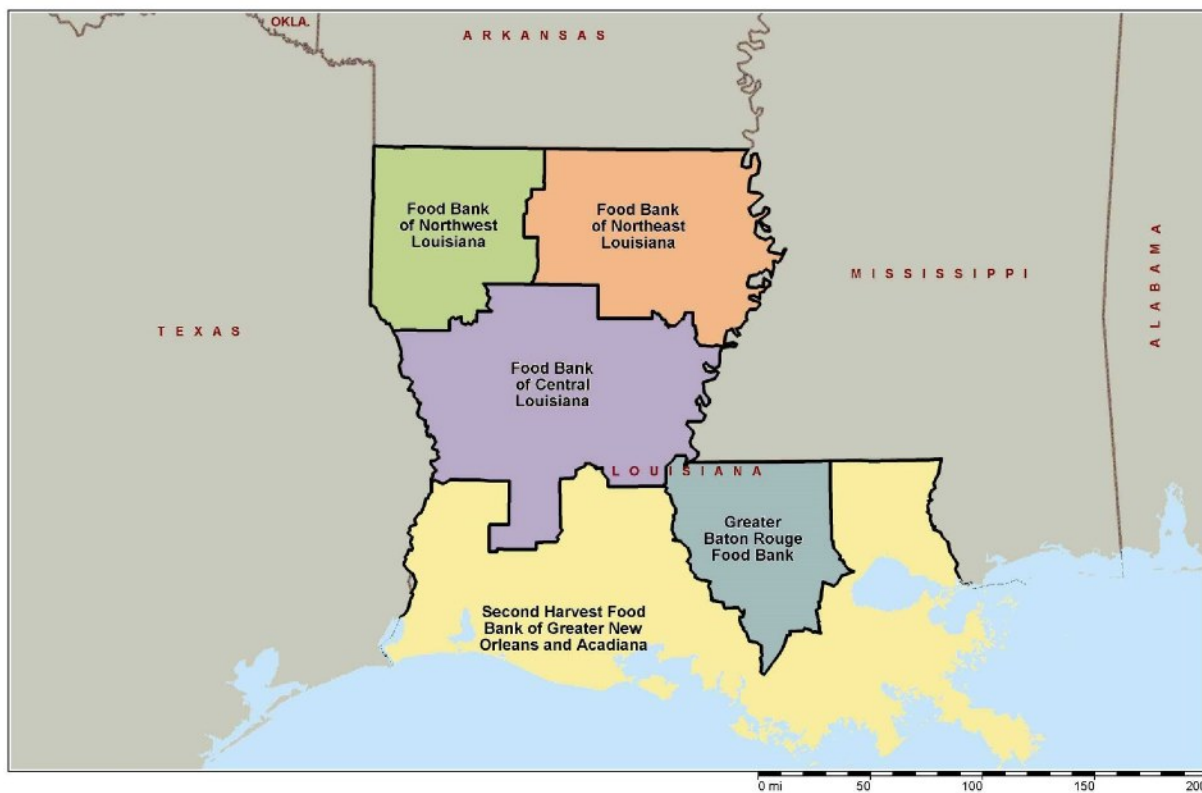 OKLA.
ARKANSAS
Food Bank
of Northwest
Louisiana
Food Bank
of Northeast
Louisiana
MISSISSIPPI
ALABAMA
TEXAS
Food Bank
of Central
Louisiana
LOUISIANA
Greater
Baton Rouge
Food Bank
Second Harvest Food
Bank of Greater New
Orleans and Acadiana
0 mi 50 100 150